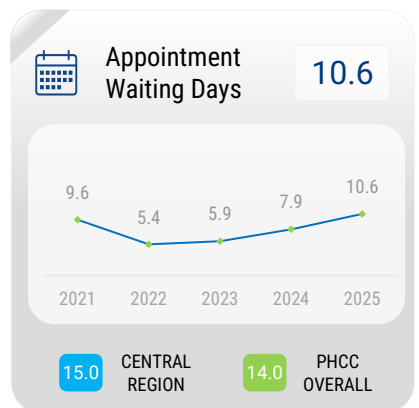 Appointment
Waiting Days
10.6
9.6
5.4
5.9
7.9
10.6
2021
2022
2023
2024
2025
15.0
CENTRAL
REGION
14.0
PHCC
OVERALL